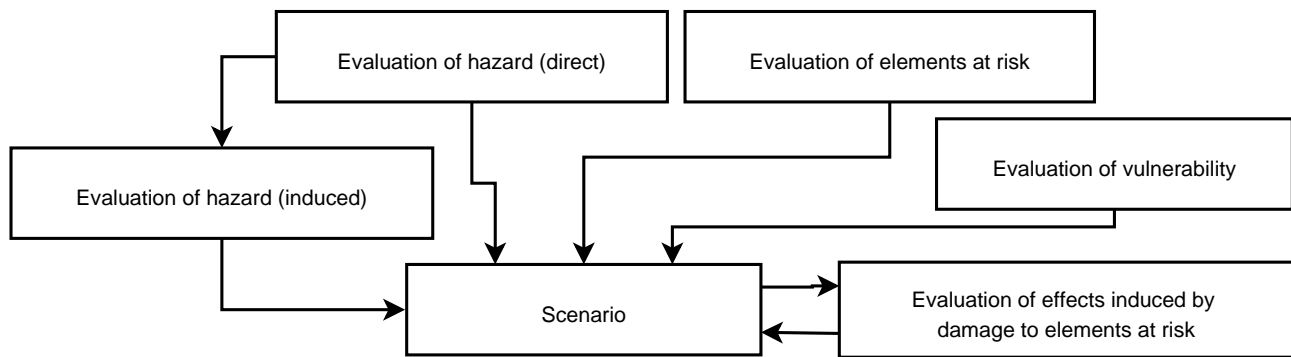 Evaluation of hazard (direct)
Evaluation of elements at risk
Evaluation of vulnerability
Evaluation of hazard (induced)
Scenario
Evaluation of effects induced by
damage to elements at risk